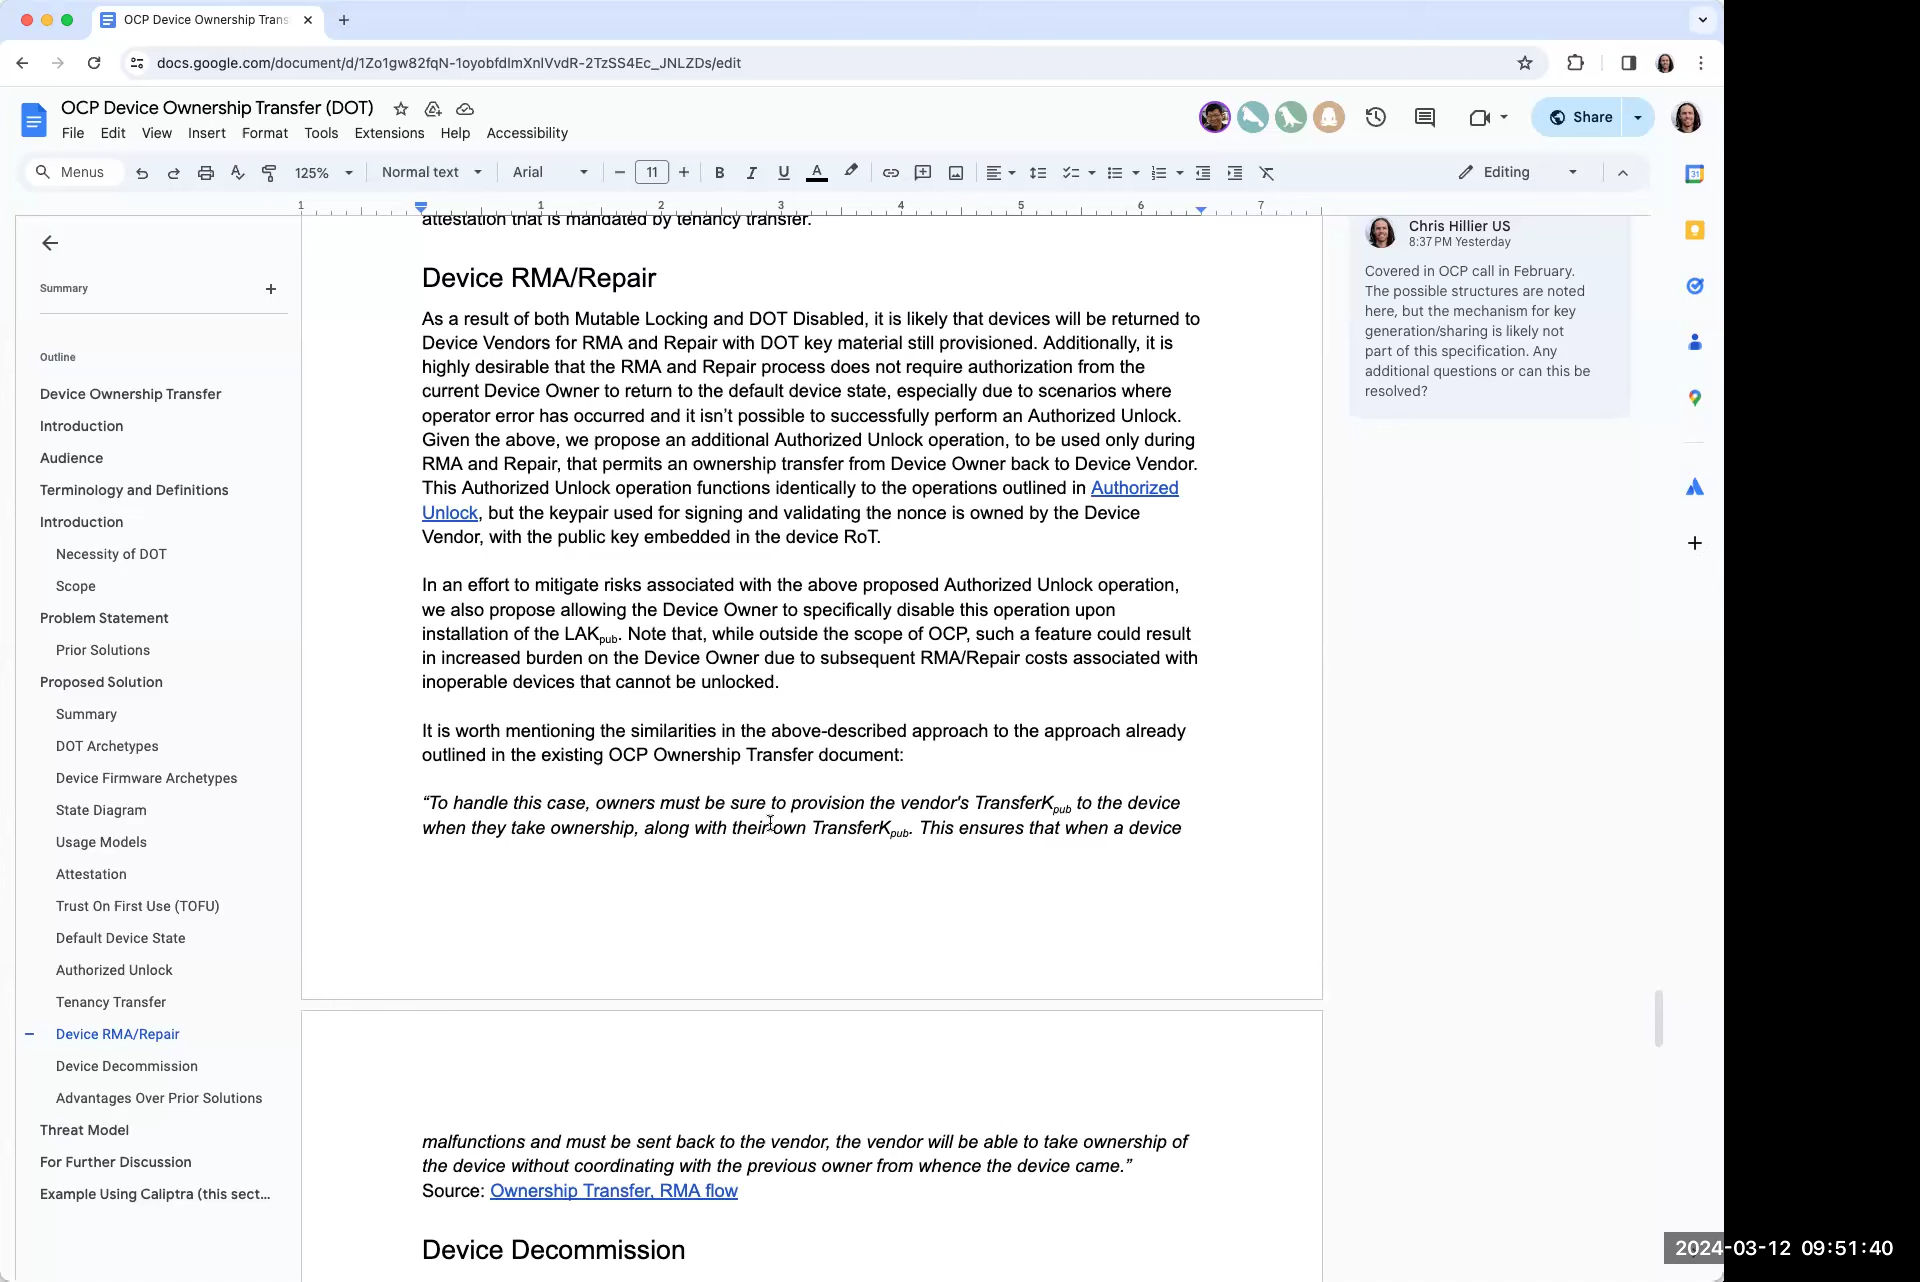 OCP Device Ownership Trans
docs.google.com/document/d/1Zo1gw82fqN-1oyobfdImXnIVvdR-2TzSS4Ec_JNLZDs/edit
OCP Device Ownership Transfer (DOT)
File Edit View Insert Format Tools Extensions Help Accessibility
Share
Menus 125% Normal text Arial 11 Editing
1 1 2 3 4 5 6 7
31
Summary
Outline
Device Ownership Transfer
Introduction
Audience
Terminology and Definitions
Introduction
Necessity of DOT
Scope
Problem Statement
Prior Solutions
Proposed Solution
Summary
DOT Archetypes
Device Firmware Archetypes
State Diagram
Usage Models
Attestation
Trust On First Use (TOFU)
Default Device State
Authorized Unlock
Tenancy Transfer
Device RMA/Repair
Device Decommission
Advantages Over Prior Solutions
Threat Model
For Further Discussion
Example Using Caliptra (this sect...
attestation that is mandated by tenancy transfer.
Device RMA/Repair
As a result of both Mutable Locking and DOT Disabled, it is likely that devices will be returned to
Device Vendors for RMA and Repair with DOT key material still provisioned. Additionally, it is
highly desirable that the RMA and Repair process does not require authorization from the
current Device Owner to return to the default device state, especially due to scenarios where
operator error has occurred and it isn't possible to successfully perform an Authorized Unlock.
Given the above, we propose an additional Authorized Unlock operation, to be used only during
RMA and Repair, that permits an ownership transfer from Device Owner back to Device Vendor.
This Authorized Unlock operation functions identically to the operations outlined in Authorized
Unlock, but the keypair used for signing and validating the nonce is owned by the Device
Vendor, with the public key embedded in the device RoT.
In an effort to mitigate risks associated with the above proposed Authorized Unlock operation,
we also propose allowing the Device Owner to specifically disable this operation upon
installation of the LAKpub. Note that, while outside the scope of OCP, such a feature could result
in increased burden on the Device Owner due to subsequent RMA/Repair costs associated with
inoperable devices that cannot be unlocked.
It is worth mentioning the similarities in the above-described approach to the approach already
outlined in the existing OCP Ownership Transfer document:
“To handle this case, owners must be sure to provision the vendor's TransferKpub to the device
when they take ownership, along with their own TransferKpub. This ensures that when a device
malfunctions and must be sent back to the vendor, the vendor will be able to take ownership of
the device without coordinating with the previous owner from whence the device came.”
Source: Ownership Transfer, RMA flow
Device Decommission
Chris Hillier US
8:37 PM Yesterday
Covered in OCP call in February.
The possible structures are noted
here, but the mechanism for key
generation/sharing is likely not
part of this specification. Any
additional questions or can this be
resolved?
2024-03-12 09:51:40